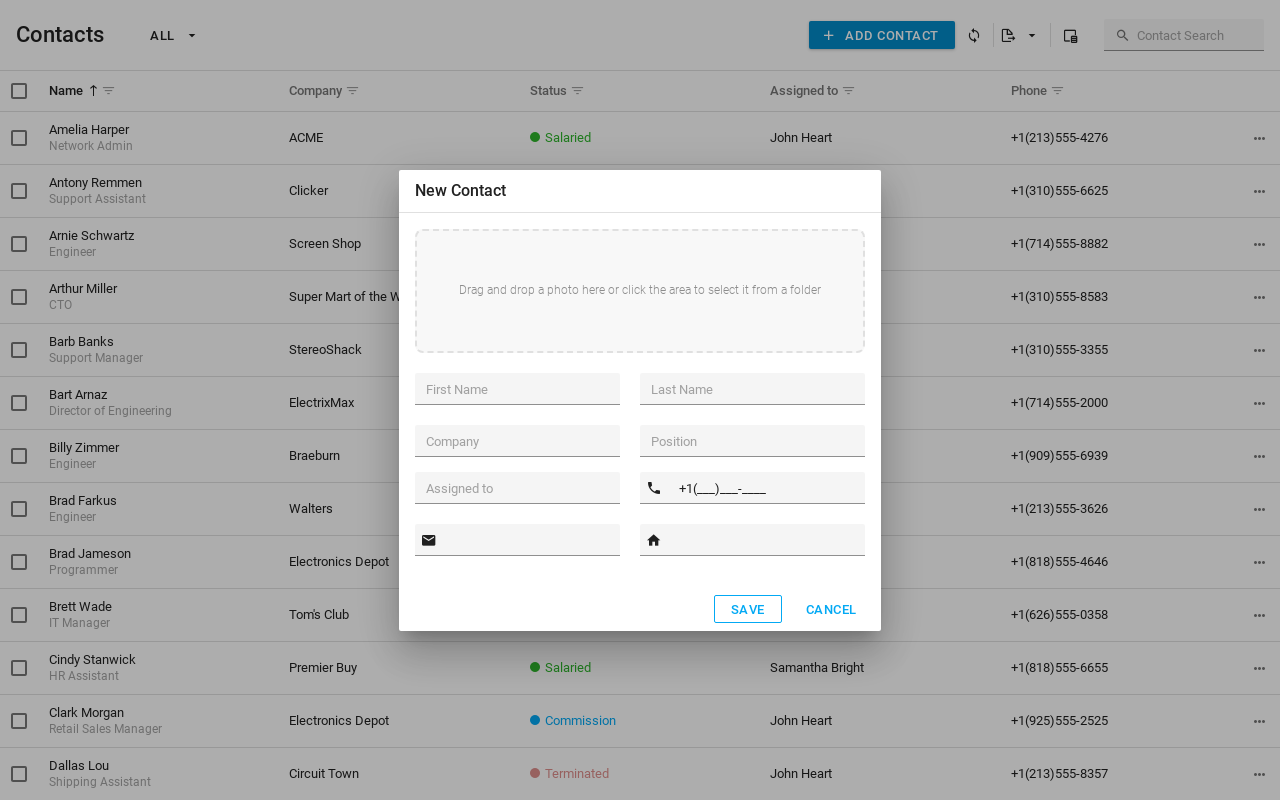 Contacts ALL ADD CONTACT Contact Search
Name Company Status Assigned to Phone
Amelia Harper
Network Admin
ACME Salaried John Heart +1(213)555-4276
Antony Remmen
Support Assistant
Clicker +1(310)555-6625
Arnie Schwartz
Engineer
Screen Shop +1(714)555-8882
Arthur Miller
CTO
Super Mart of the W +1(310)555-8583
Barb Banks
Support Manager
StereoShack +1(310)555-3355
Bart Arnaz
Director of Engineering
ElectrixMax +1(714)555-2000
Billy Zimmer
Engineer
Braeburn +1(909)555-6939
Brad Farkus
Engineer
Walters +1(213)555-3626
Brad Jameson
Programmer
Electronics Depot +1(818)555-4646
Brett Wade
IT Manager
Tom's Club +1(626)555-0358
Cindy Stanwick
HR Assistant
Premier Buy Salaried Samantha Bright +1(818)555-6655
Clark Morgan
Retail Sales Manager
Electronics Depot Commission John Heart +1(925)555-2525
Dallas Lou
Shipping Assistant
Circuit Town Terminated John Heart +1(213)555-8357
New Contact
Drag and drop a photo here or click the area to select it from a folder
First Name Last Name
Company Position
Assigned to +1(___)___-____
SAVE CANCEL